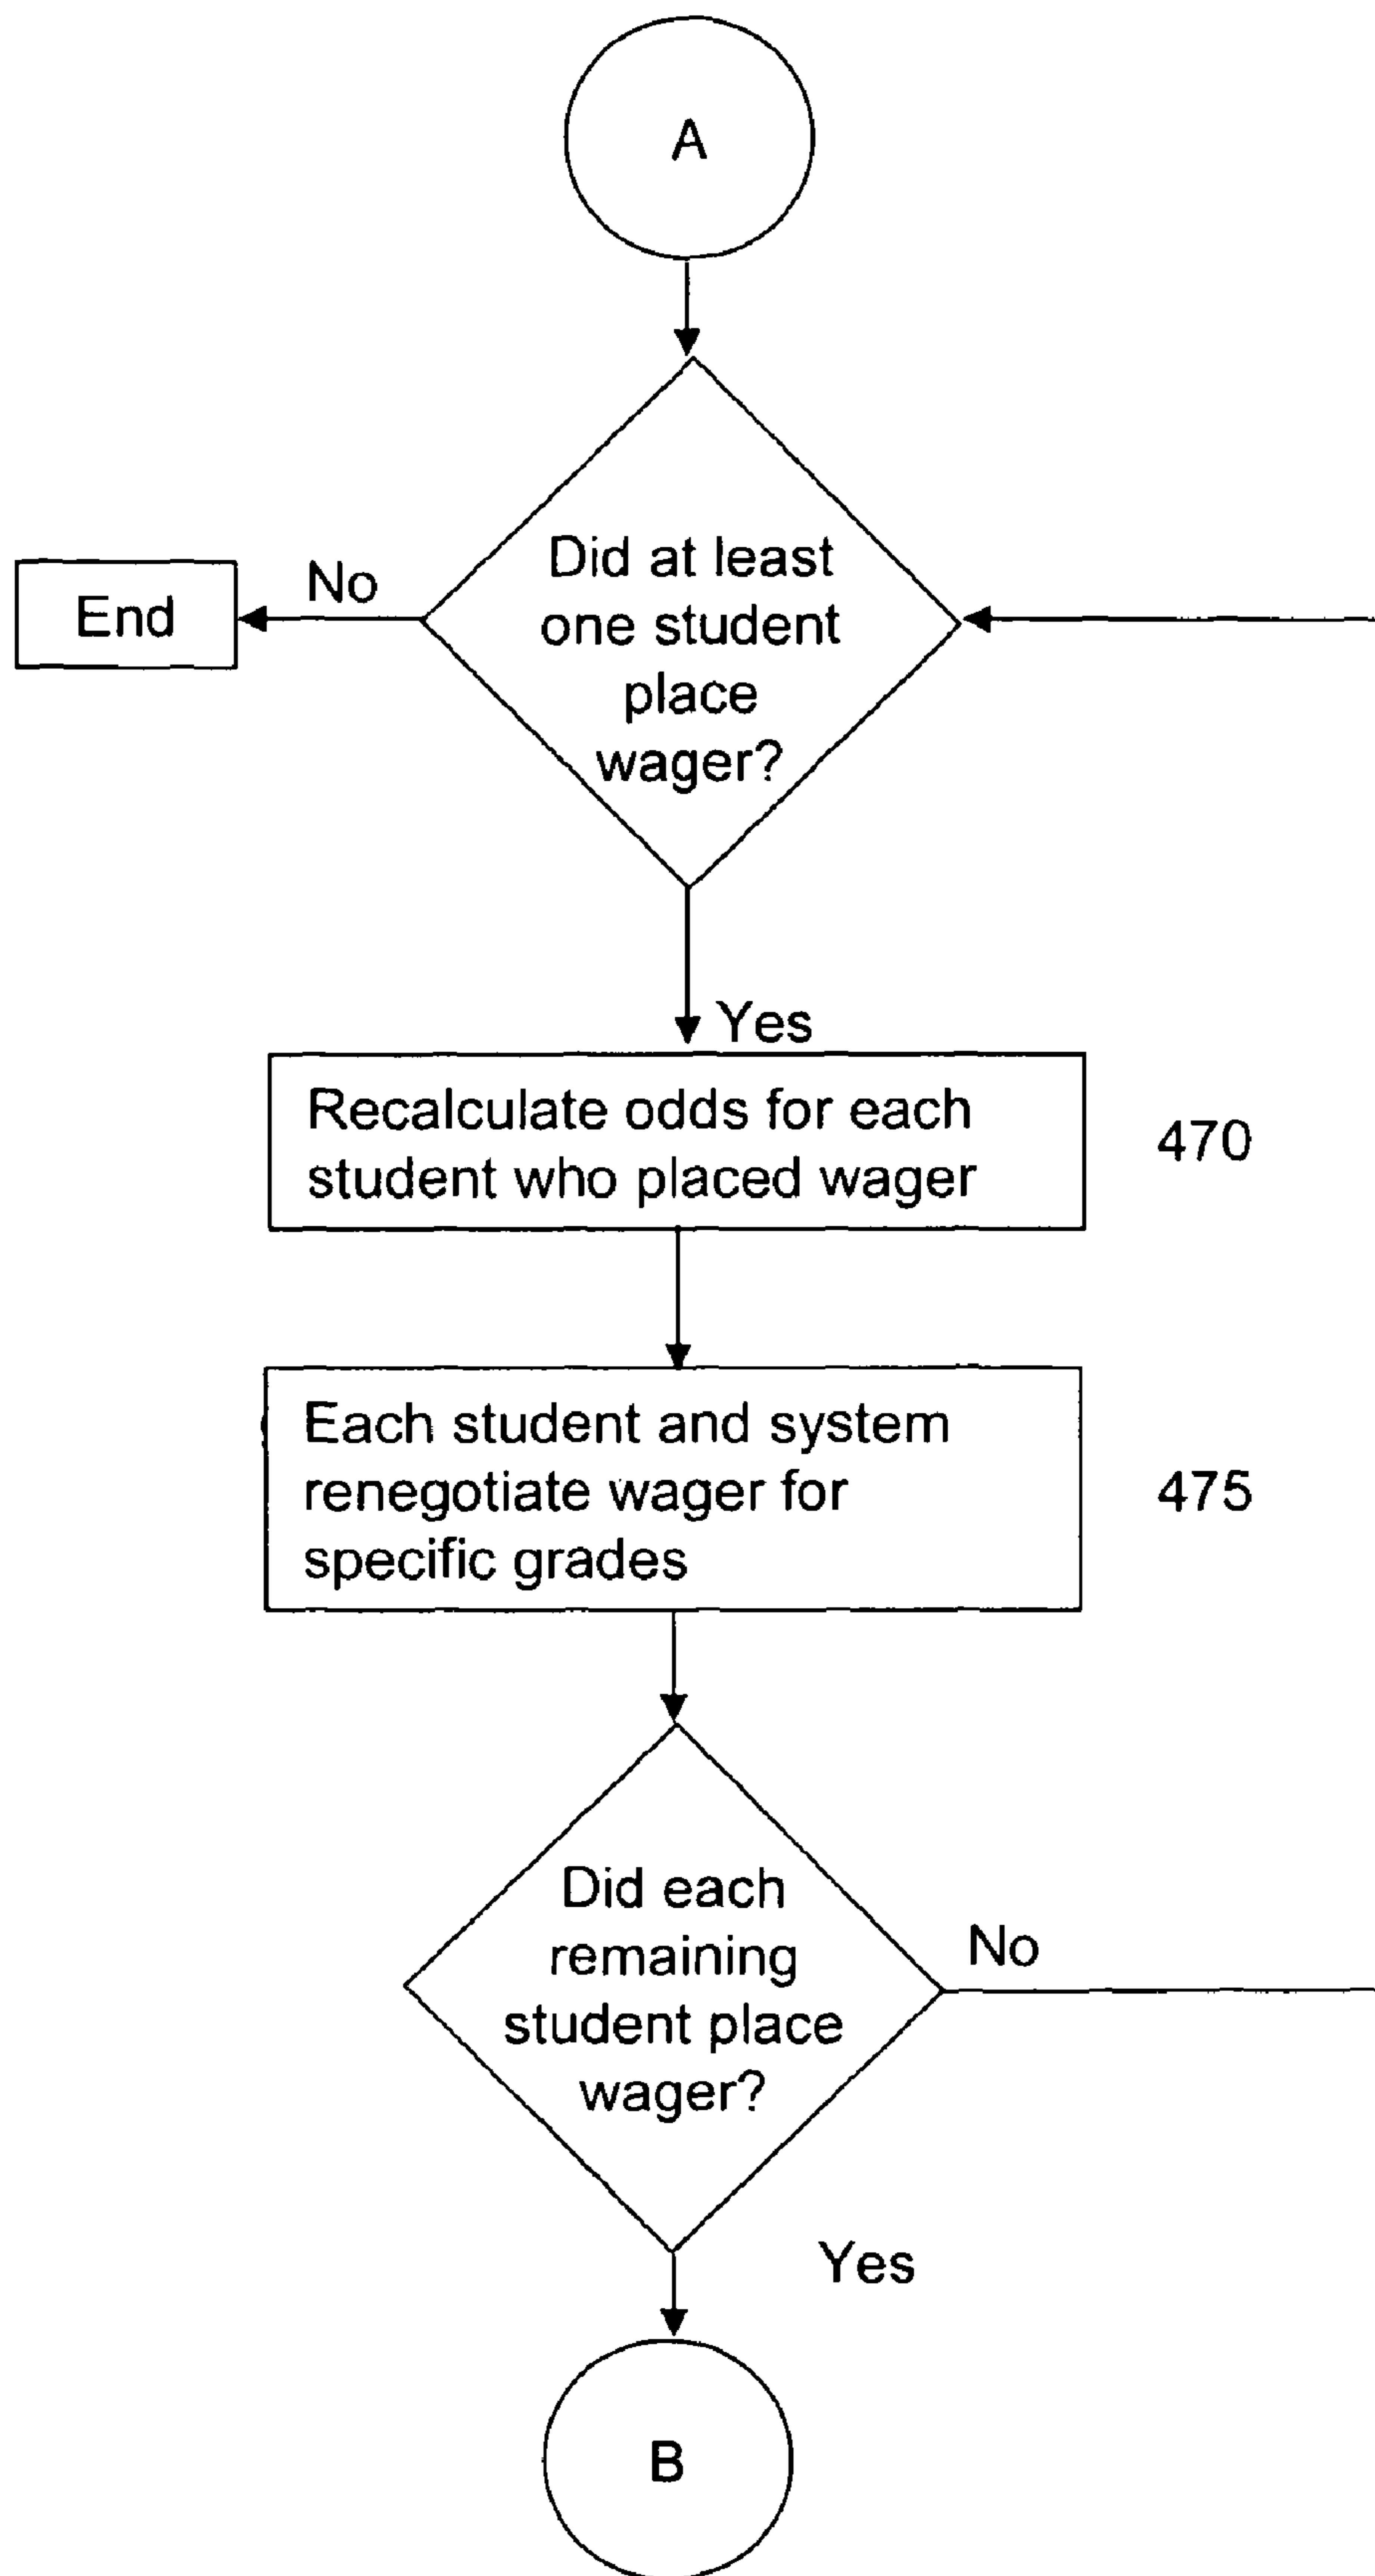 A
Did at least
one student
place
wager?
No
End
Yes
Recalculate odds for each
student who placed wager
470
Each student and system
renegotiate wager for
specific grades
475
Did each
remaining
student place
wager?
No
Yes
B